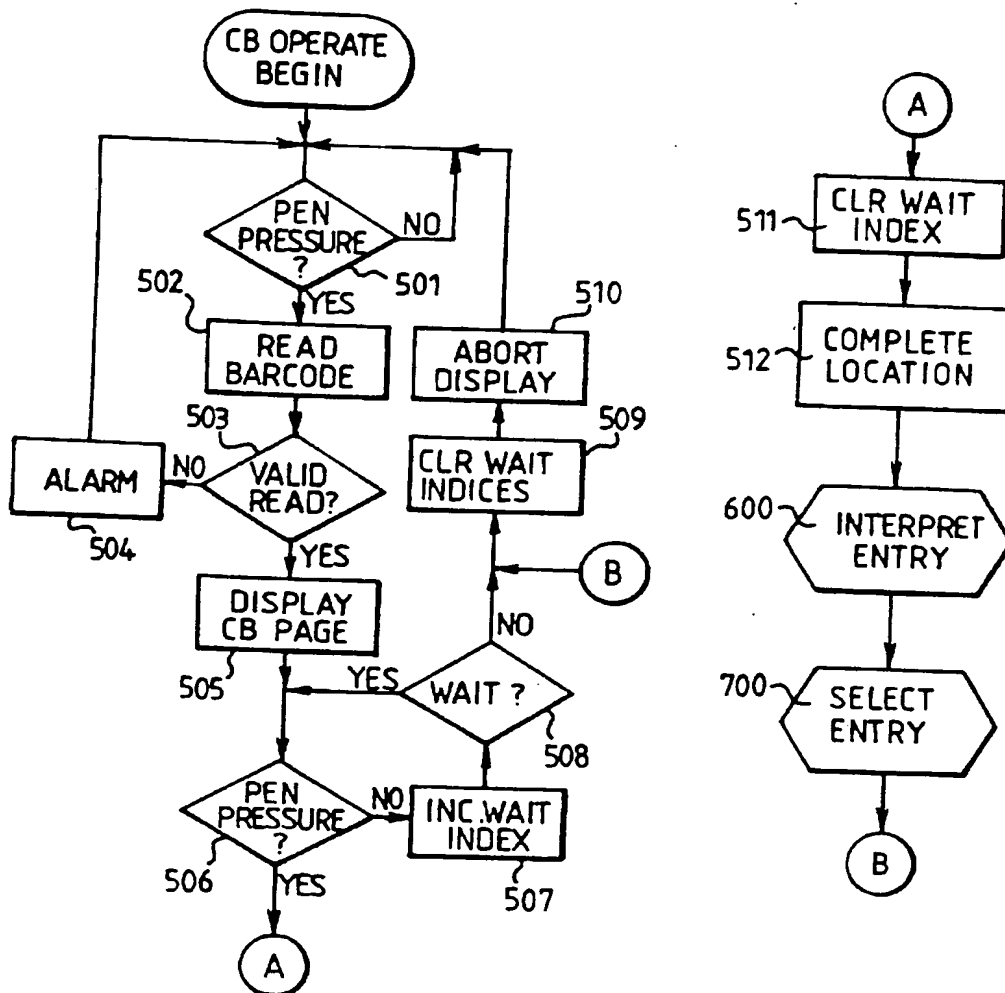 CB OPERATE
BEGIN
PEN
PRESSURE
?
NO
501
YES
502
READ
BARCODE
503
VALID
READ?
NO
ALARM
504
YES
DISPLAY
CB PAGE
505
PEN
PRESSURE
?
506
NO
YES
A
INC.WAIT
INDEX
507
WAIT ?
508
YES
NO
B
CLR WAIT
INDICES
509
ABORT
DISPLAY
510
A
511
CLR WAIT
INDEX
512
COMPLETE
LOCATION
600
INTERPRET
ENTRY
700
SELECT
ENTRY
B